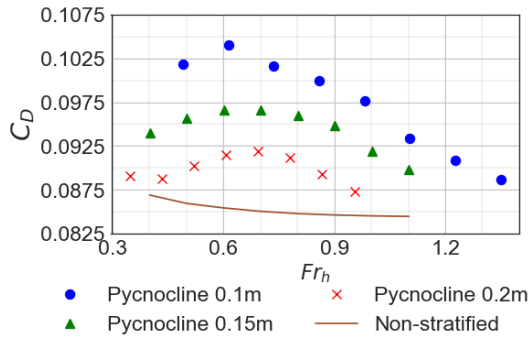 0.1075
0.1025
0.0975
0.0925
0.0875
0.0825
C_D
0.3 0.6 0.9 1.2
Fr_h
Pycnocline 0.1m Pycnocline 0.2m
Pycnocline 0.15m Non-stratified